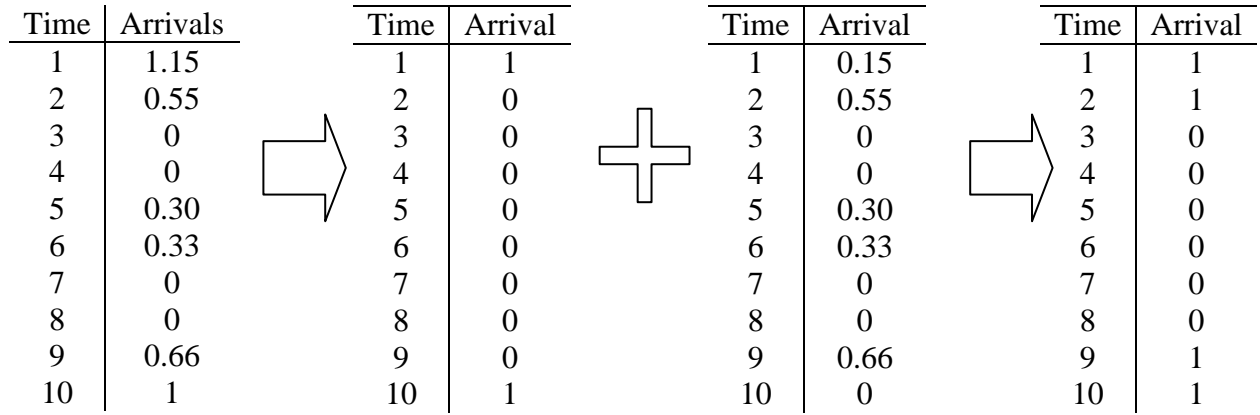 Time Arrivals Time Arrival Time Arrival Time Arrival
1 1.15 1 1 1 0.15 1 1
2 0.55 2 0 2 0.55 2 1
3 0 3 0 3 0 3 0
4 0 4 0 4 0 4 0
5 0.30 5 0 5 0.30 5 0
6 0.33 6 0 6 0.33 6 0
7 0 7 0 7 0 7 0
8 0 8 0 8 0 8 0
9 0.66 9 0 9 0.66 9 1
10 1 10 1 10 0 10 1